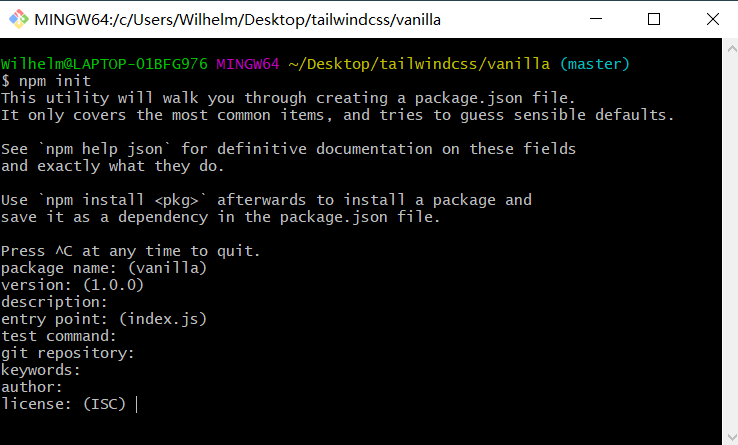 MINGW64:/c/Users/Wilhelm/Desktop/tailwindcss/vanilla
Wilhelm@LAPTOP-01BFG976 MINGW64 ~/Desktop/tailwindcss/vanilla (master)
$ npm init
This utility will walk you through creating a package.json file.
It only covers the most common items, and tries to guess sensible defaults.
See `npm help json` for definitive documentation on these fields
and exactly what they do.
Use `npm install <pkg>` afterwards to install a package and
save it as a dependency in the package.json file.
Press ^C at any time to quit.
package name: (vanilla)
version: (1.0.0)
description:
entry point: (index.js)
test command:
git repository:
keywords:
author:
license: (ISC)